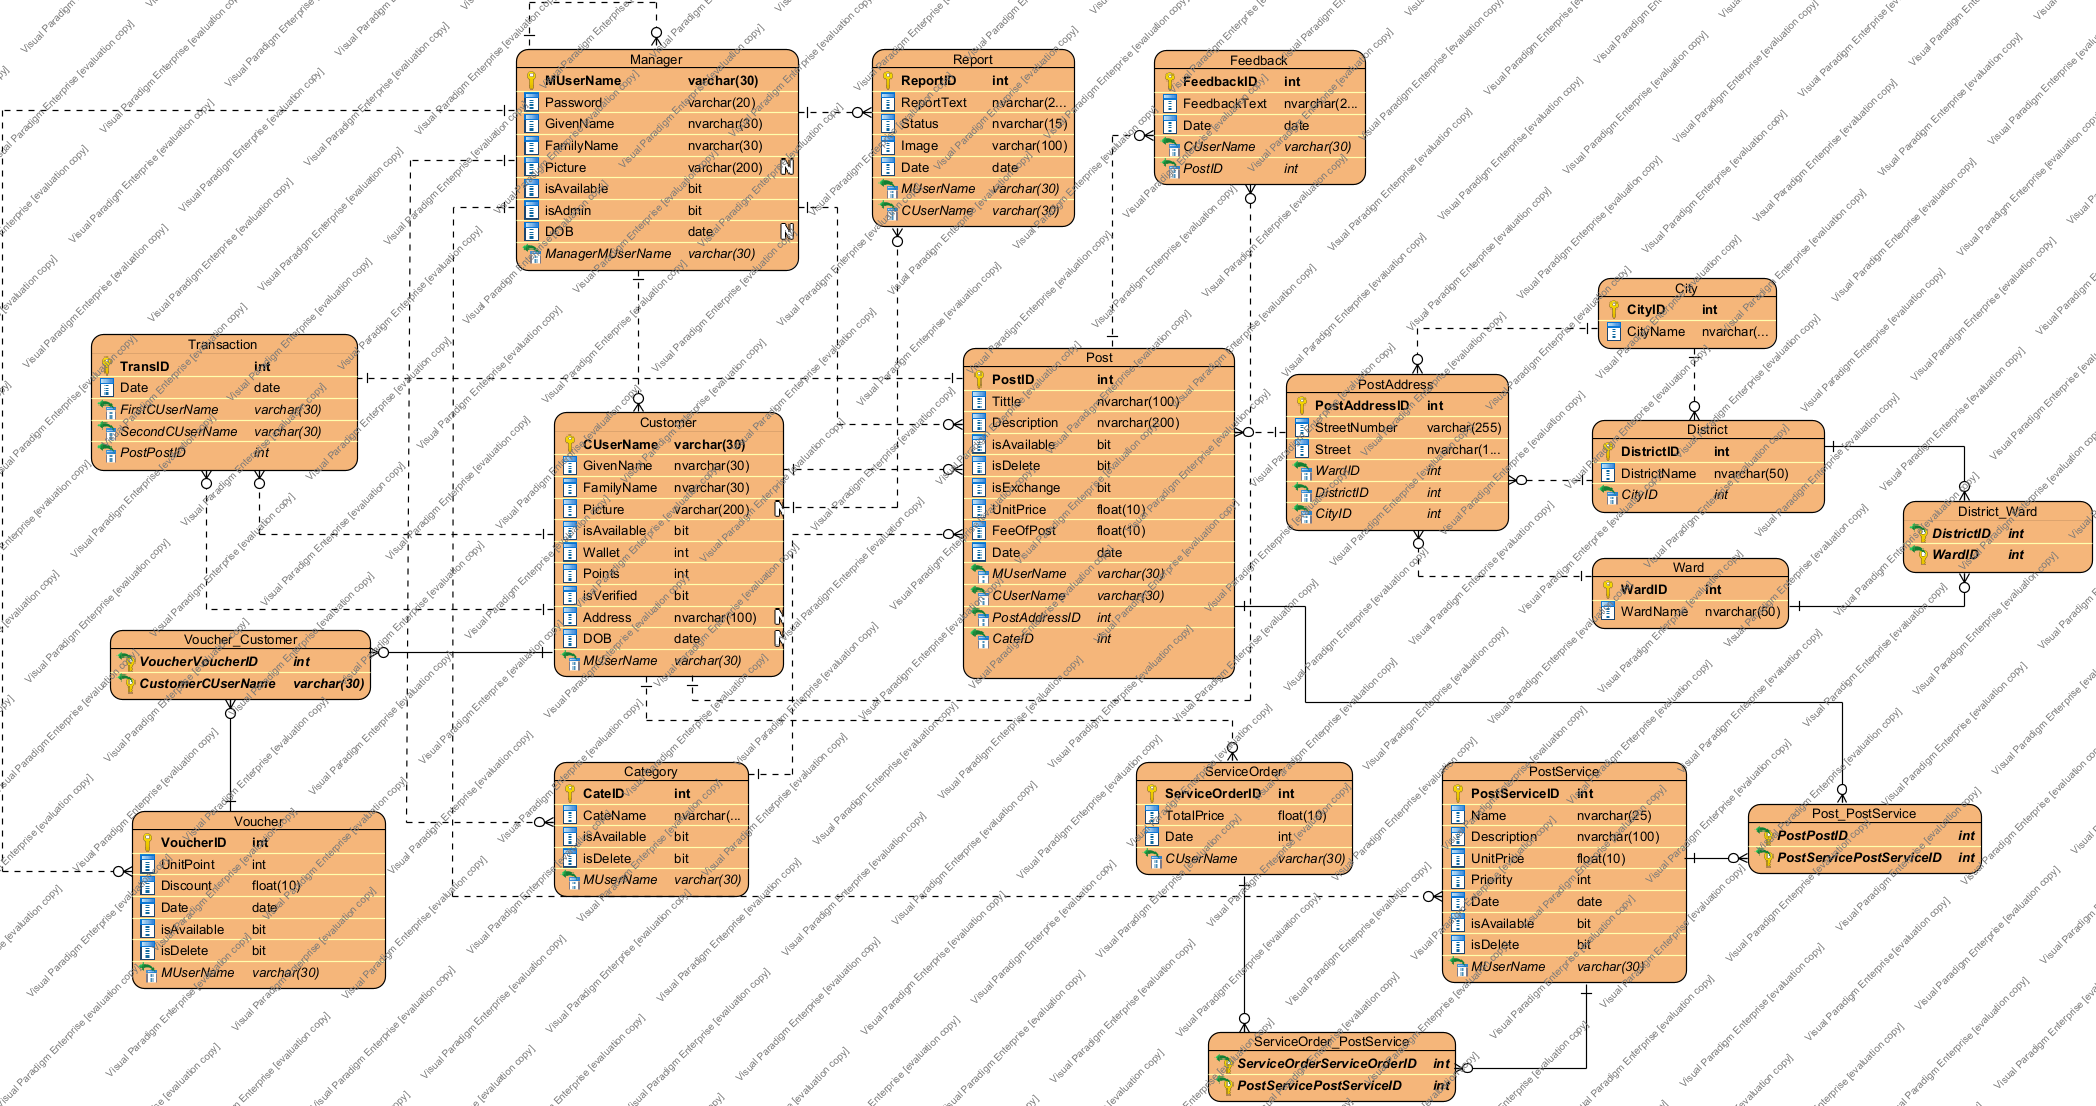 Manager
MUserName varchar(30)
Password varchar(20)
GivenName nvarchar(30)
FamilyName nvarchar(30)
Picture varchar(200) N
isAvailable bit
isAdmin bit
DOB date N
ManagerMUserName varchar(30)
Report
ReportID int
ReportText nvarchar(2...
Status nvarchar(15)
Image varchar(100)
Date date
MUserName varchar(30)
CUserName varchar(30)
Feedback
FeedbackID int
FeedbackText nvarchar(2...
Date date
CUserName varchar(30)
PostID int
City
CityID int
CityName nvarchar(...
Transaction
TransID int
Date date
FirstCUserName varchar(30)
SecondCUserName varchar(30)
PostPostID int
Customer
CUserName varchar(30)
GivenName nvarchar(30)
FamilyName nvarchar(30)
Picture varchar(200) N
isAvailable bit
Wallet int
Points int
isVerified bit
Address nvarchar(100) N
DOB date N
MUserName varchar(30)
Post
PostID int
Tittle nvarchar(100)
Description nvarchar(200)
isAvailable bit
isDelete bit
isExchange bit
UnitPrice float(10)
FeeOfPost float(10)
Date date
MUserName varchar(30)
CUserName varchar(30)
PostAddressID int
CateID int
PostAddress
PostAddressID int
StreetNumber varchar(255)
Street nvarchar(1...
WardID int
DistrictID int
CityID int
District
DistrictID int
DistrictName nvarchar(50)
CityID int
District_Ward
DistrictID int
WardID int
Ward
WardID int
WardName nvarchar(50)
Voucher_Customer
VoucherVoucherID int
CustomerCUserName varchar(30)
Voucher
VoucherID int
UnitPoint int
Discount float(10)
Date date
isAvailable bit
isDelete bit
MUserName varchar(30)
Category
CateID int
CateName nvarchar(...
isAvailable bit
isDelete bit
MUserName varchar(30)
ServiceOrder
ServiceOrderID int
TotalPrice float(10)
Date int
CUserName varchar(30)
PostService
PostServiceID int
Name nvarchar(25)
Description nvarchar(100)
UnitPrice float(10)
Priority int
Date date
isAvailable bit
isDelete bit
MUserName varchar(30)
Post_PostService
PostPostID int
PostServicePostServiceID int
ServiceOrder_PostService
ServiceOrderServiceOrderID int
PostServicePostServiceID int
Visual Paradigm Enterprise [evaluation copy]